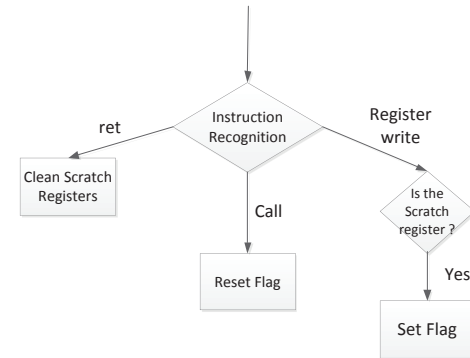 Instruction
Recognition
ret
Register
write
Clean Scratch
Registers
Call
Is the
Scratch
register ?
Reset Flag
Yes
Set Flag